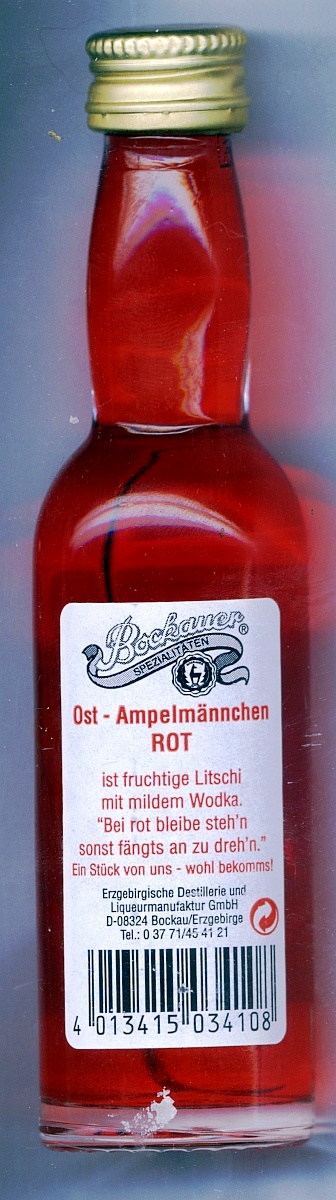 Bockauer®
SPEZIALITÄTEN
Ost - Ampelmännchen
ROT
ist fruchtige Litschi
mit mildem Wodka.
“Bei rot bleibe steh’n
sonst fängts an zu dreh’n.”
Ein Stück von uns - wohl bekomms!
Erzgebirgische Destillerie und
Liqueurmanufaktur GmbH
D-08324 Bockau/Erzgebirge
Tel.: 0 37 71/45 41 21
4 013415 034108